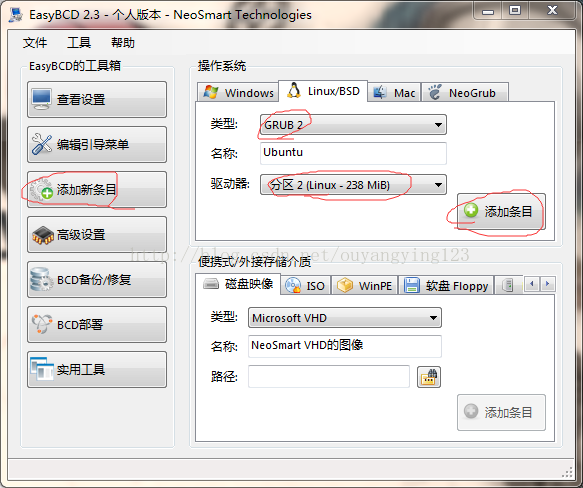 EasyBCD 2.3 - 个人版本 - NeoSmart Technologies
文件 工具 帮助
EasyBCD的工具箱
查看设置
编辑引导菜单
添加新条目
高级设置
BCD备份/修复
BCD部署
实用工具
操作系统
Windows Linux/BSD Mac NeoGrub
类型: GRUB 2
名称: Ubuntu
驱动器: 分区 2 (Linux - 238 MiB)
添加条目
http://blog.csdn.net/ouyangying123
便携式/外接存储介质
磁盘映像 ISO WinPE 软盘 Floppy
类型: Microsoft VHD
名称: NeoSmart VHD的图像
路径:
添加条目